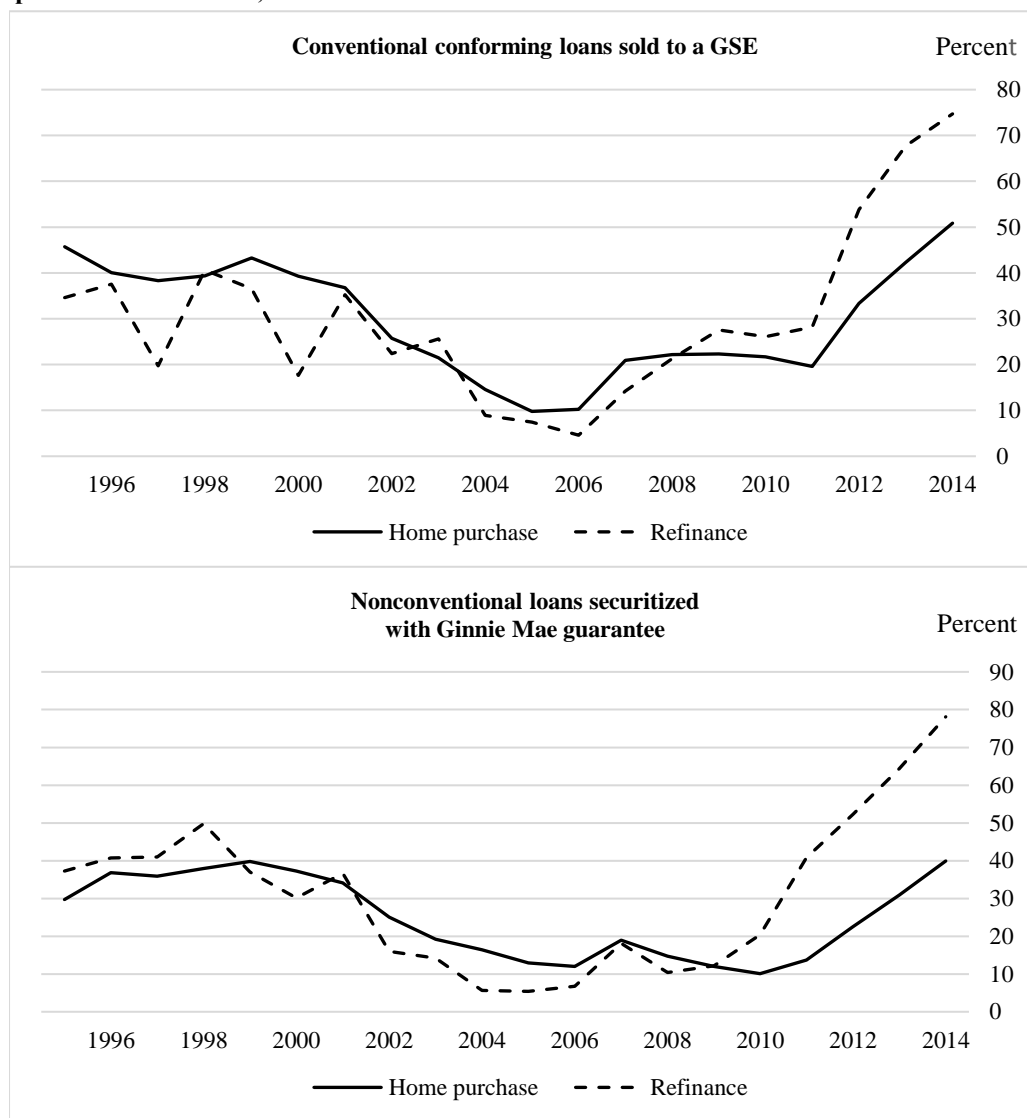 Conventional conforming loans sold to a GSE
Percent
80
70
60
50
40
30
20
10
0
1996 1998 2000 2002 2004 2006 2008 2010 2012 2014
Home purchase Refinance
Nonconventional loans securitized
with Ginnie Mae guarantee
Percent
90
80
70
60
50
40
30
20
10
0
1996 1998 2000 2002 2004 2006 2008 2010 2012 2014
Home purchase Refinance